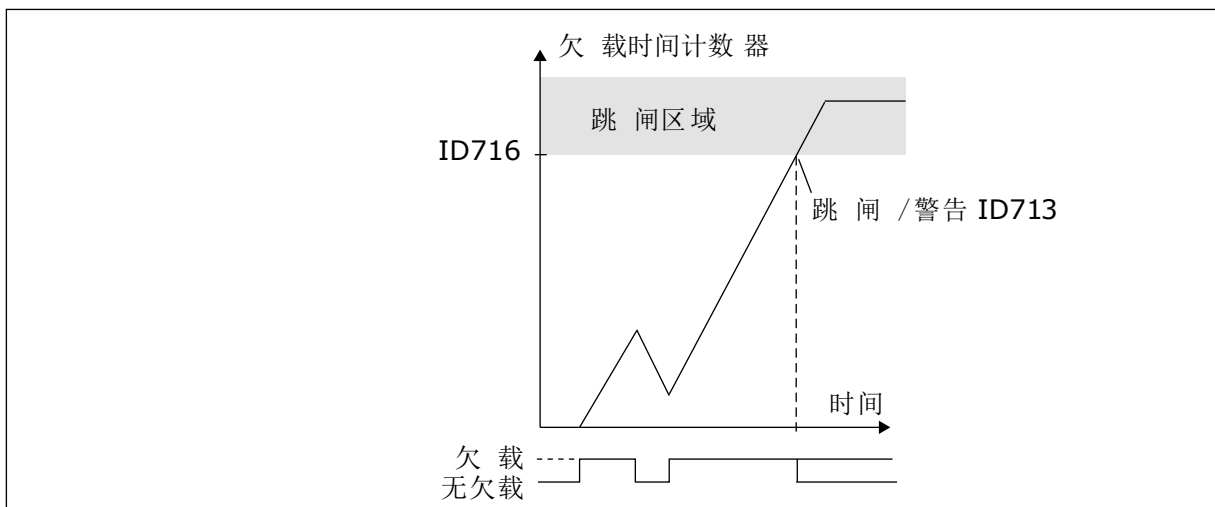 欠 载时间计数 器
跳 闸区域
ID716
跳 闸 /警告 ID713
时间
欠 载
无欠载